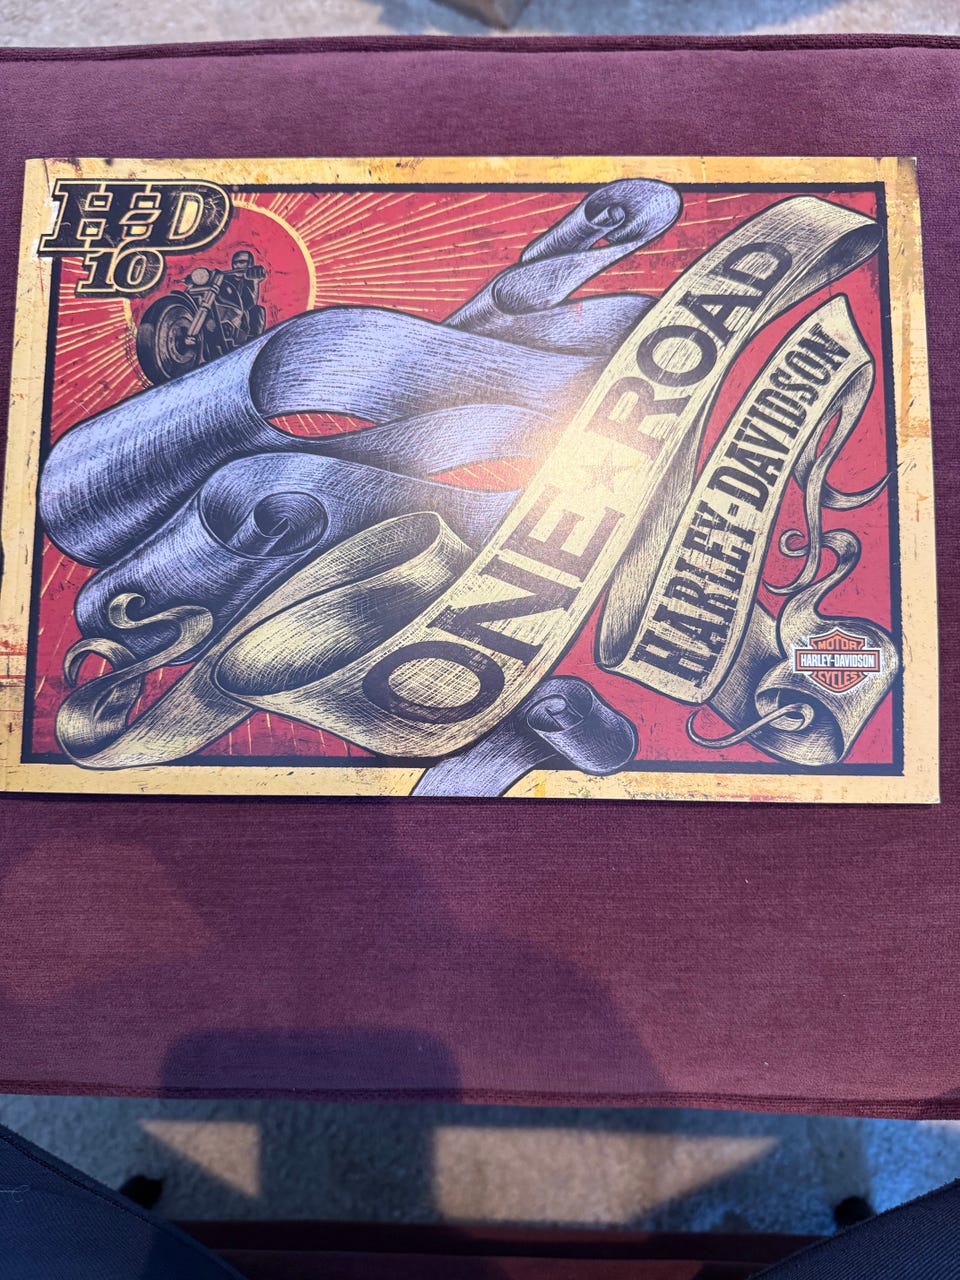 H-D
10
ONE ROAD
HARLEY-DAVIDSON
MOTOR
HARLEY-DAVIDSON
CYCLES